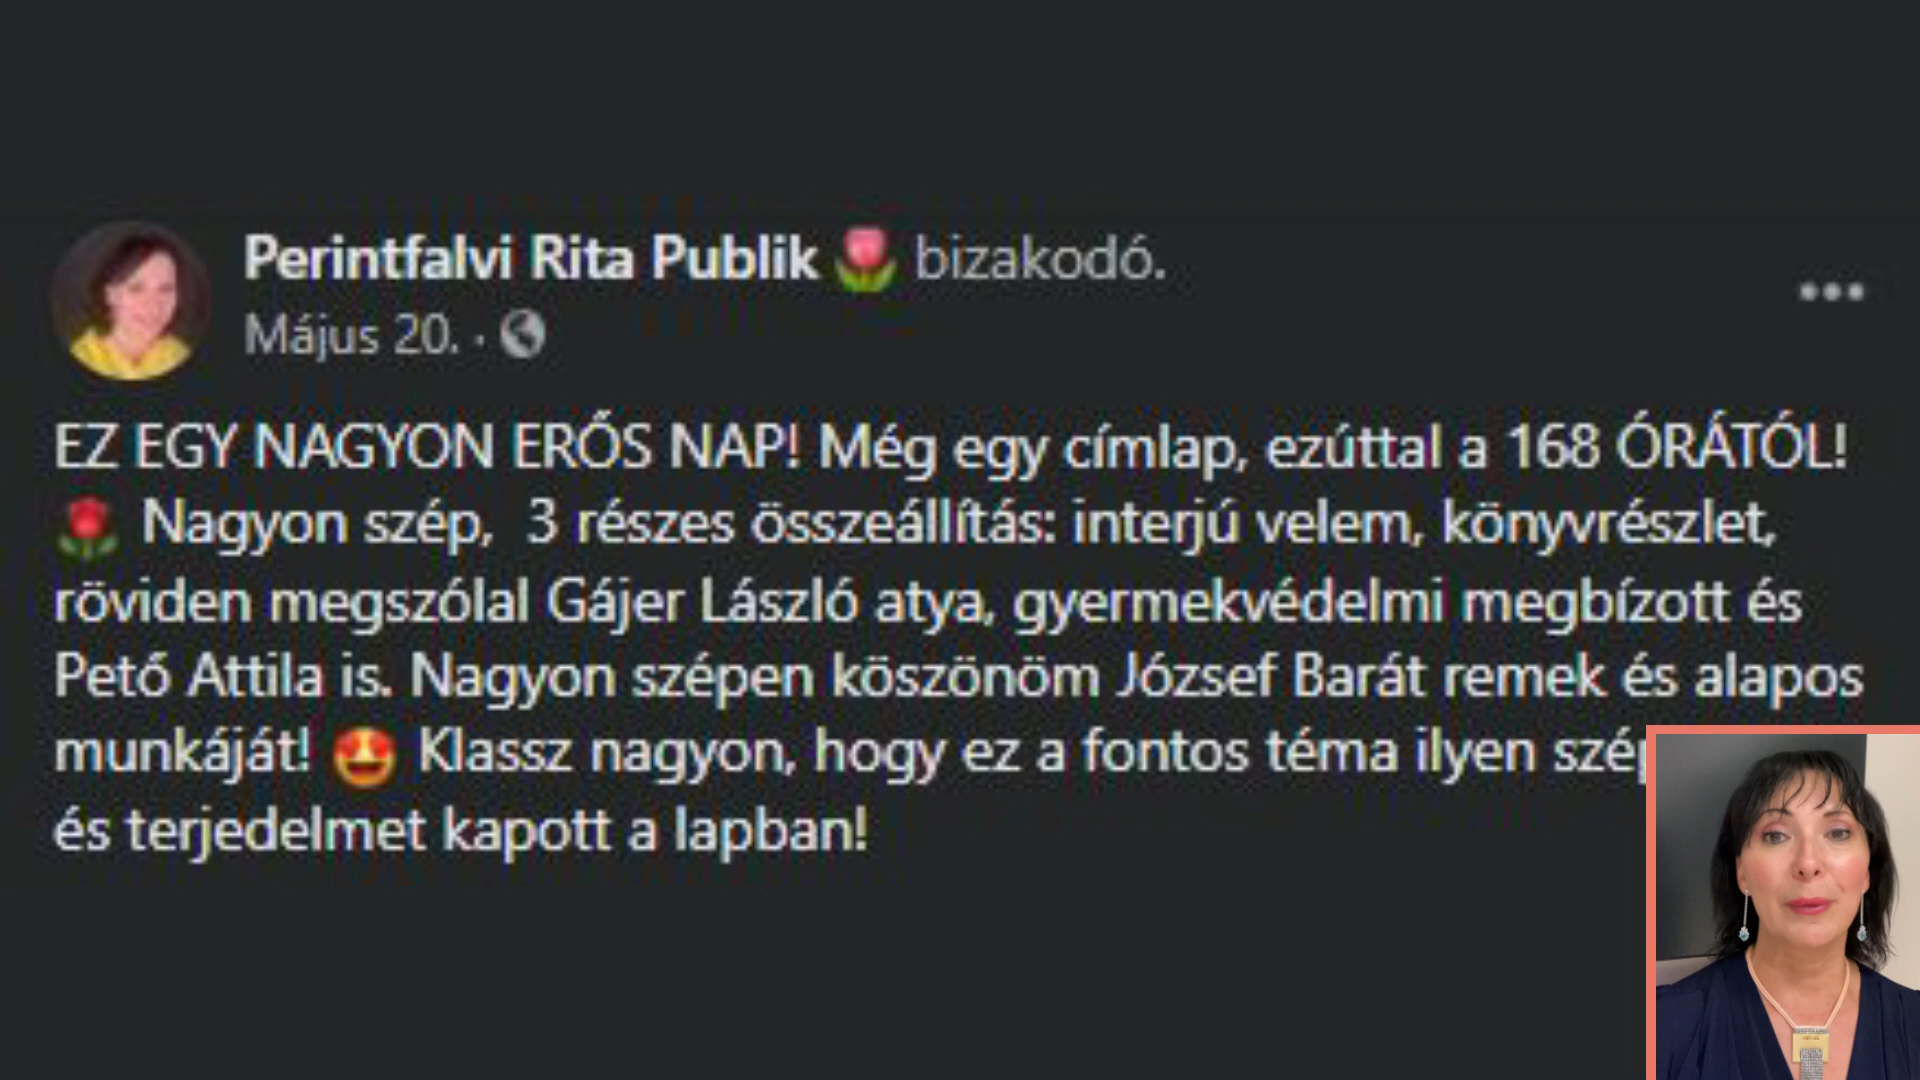 Perintfalvi Rita Publik 🌷 bizakodó.
Május 20. ·
EZ EGY NAGYON ERŐS NAP! Még egy címlap, ezúttal a 168 ÓRÁTÓL!
🌹 Nagyon szép, 3 részes összeállítás: interjú velem, könyvrészlet,
röviden megszólal Gájer László atya, gyermekvédelmi megbízott és
Pető Attila is. Nagyon szépen köszönöm József Barát remek és alapos
munkáját! 🤩 Klassz nagyon, hogy ez a fontos téma ilyen
és terjedelmet kapott a lapban!